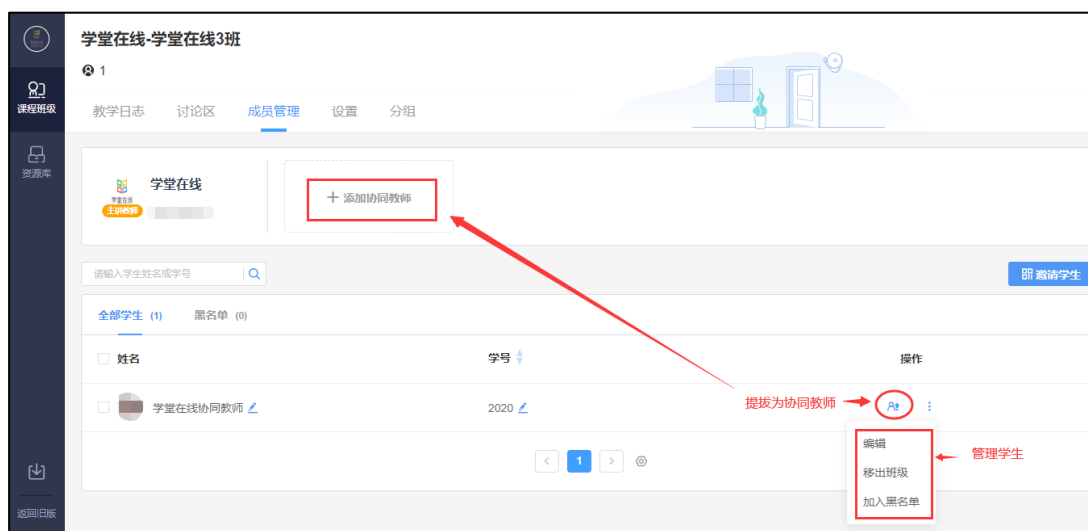 学堂在线-学堂在线3班
1
课程班级
教学日志 讨论区 成员管理 设置 分组
资源库
学堂在线
学堂在线
主讲教师
+ 添加协同教师
请输入学生姓名或学号
邀请学生
全部学生 (1) 黑名单 (0)
姓名 学号 操作
学堂在线协同教师 2020
提拔为协同教师
编辑
管理学生
移出班级
加入黑名单
< 1 >
返回旧版